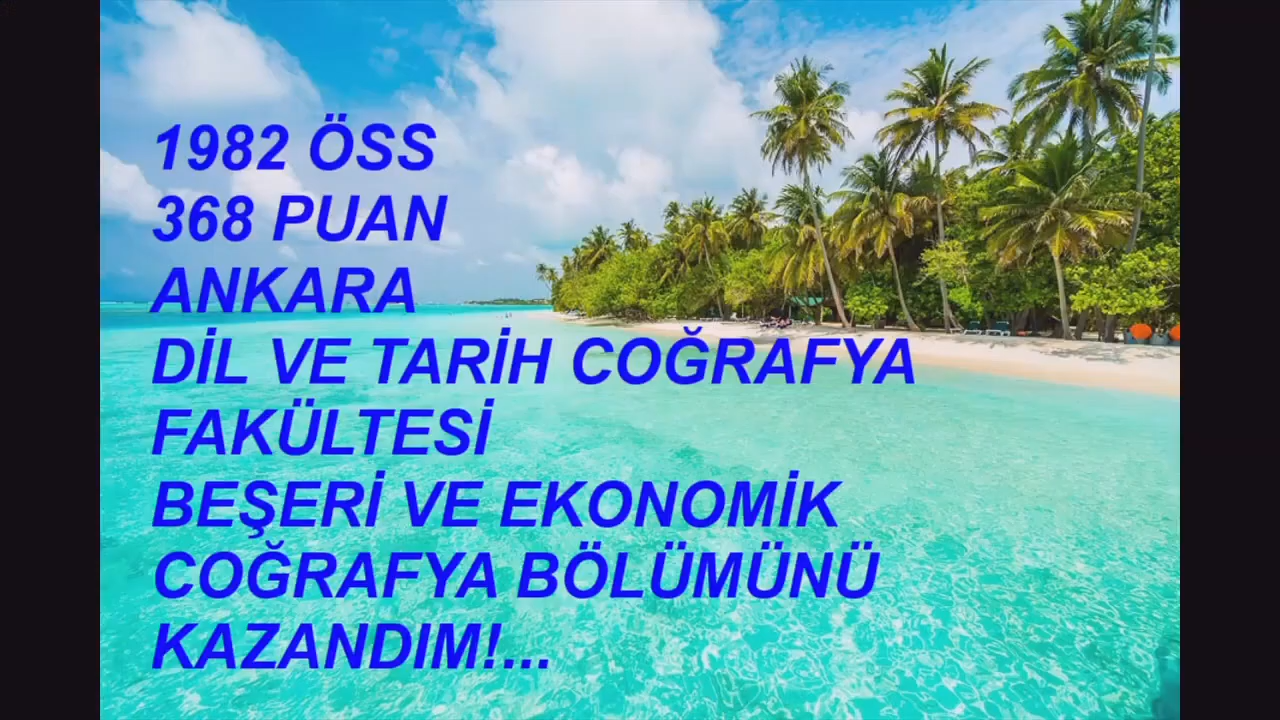 1982 ÖSS
368 PUAN
ANKARA
DİL VE TARİH COĞRAFYA
FAKÜLTESİ
BEŞERİ VE EKONOMİK
COĞRAFYA BÖLÜMÜNÜ
KAZANDIM!...